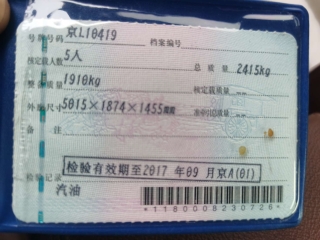 号牌号码 京L10419 档案编号
核定载人数 5人 总质量 2415kg
整备质量 1910kg 核定载质量 --
外廓尺寸 5015×1874×1455 准牵引总质量 --
备 注
检验有效期至2017 年09 月京A(01)
检验记录
汽油
*1180008230726*